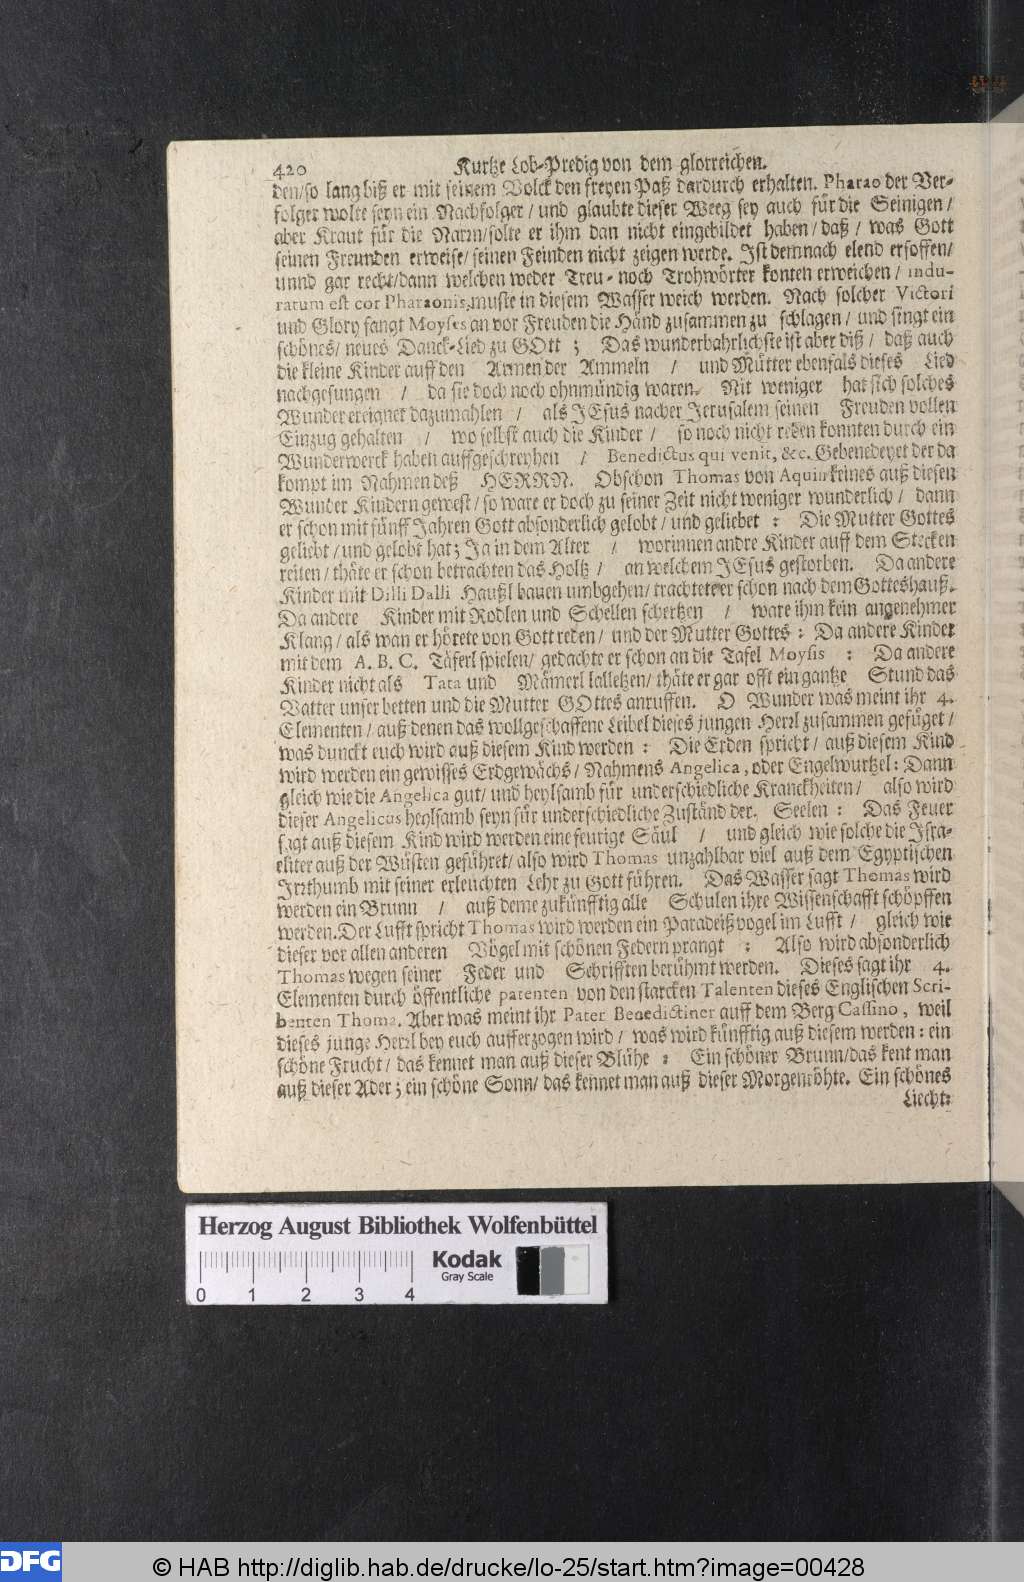 420 Kurtze Lob-Predig von dem glorreichen.
den/so lang biß er mit seinem Volck den freyen Paß dardurch erhalten. Pharao der Ver-
folger wolte seyn ein Nachfolger / und glaubte dieser Weeg sey auch für die Seinigen /
aber Kraut für die Narrn/solte er ihm dan nicht eingebildet haben / daß / was Gott
seinen Freunden erweise/ seinen Feinden nicht zeigen werde. Ist demnach elend ersoffen/
unnd gar recht/dann welchen weder Treu- noch Trohwörter konten erweichen / indu-
ratum est cor Pharaonis, muste in diesem Wasser weich werden. Nach solcher Victori
und Glory fangt Moyses an vor Freuden die Händ zusammen zu schlagen / und singt ein
schönes/ neues Danck-Lied zu GOtt ; Das wunderbahrlichste ist aber diß / daß auch
die kleine Kinder auff den Armen der Ammeln / und Mütter ebenfals dieses Lied
nachgesungen / da sie doch noch ohnmündig waren. Nit weniger hat sich solches
Wunder ereignet dazumahlen / als JEsus nacher Jerusalem seinen Freuden vollen
Einzug gehalten / wo selbst auch die Kinder / so noch nicht reden konnten durch ein
Wunderwerck haben auffgeschreyhen / Benedictus qui venit, &c. Gebenedeyet der da
kompt im Nahmen deß HERRN. Obschon Thomas von Aquin keines auß diesen
Wunder Kindern gewest / so ware er doch zu seiner Zeit nicht weniger wunderlich / dann
er schon mit fünff Jahren Gott absonderlich gelobt / und geliebet : Die Mutter Gottes
geliebt / und gelobt hat; Ja in dem Alter / worinnen andre Kinder auff dem Stecken
reiten / thäte er schon betrachten das Holtz / an welchem JEsus gestorben. Da andere
Kinder mit Dilli Dalli Haußl bauen umbgehen/ trachtete er schon nach dem Gotteshauß.
Da andere Kinder mit Rodlen und Schellen schertzen / ware ihm kein angenehmer
Klang / als wan er hörete von Gott reden / und der Mutter Gottes : Da andere Kinder
mit dem A. B. C. Täferl spielen/ gedachte er schon an die Tafel Moysis : Da andere
Kinder nicht als Tata und Mämerl lalletzen/ thäte er gar offt ein gantze Stund das
Vatter unser betten und die Mutter GOttes anruffen. O Wunder was meint ihr 4.
Elementen / auß denen das wollgeschaffene Leibel dieses jungen Herrl zusammen gefüget /
was dunckt euch wird auß diesem Kind werden : Die Erden spricht / auß diesem Kind
wird werden ein gewisses Erdgewächs / Nahmens Angelica, oder Engelwurtzel: Dann
gleich wie die Angelica gut/ und heylsamb für underschiedliche Kranckheiten / also wird
dieser Angelicus heylsamb seyn für underschiedliche Zuständ der Seelen : Das Feuer
sagt auß diesem Kind wird werden eine feurige Säul / und gleich wie solche die Isra-
eliter auß der Wüsten geführet/ also wird Thomas unzahlbar viel auß dem Egyptischen
Irrthumb mit seiner erleuchten Lehr zu Gott führen. Das Wasser sagt Thomas wird
werden ein Brunn / auß deme zukünfftig alle Schulen ihre Wissenschafft schöpffen
werden. Der Lufft spricht Thomas wird werden ein Paradeißvogel im Lufft / gleich wie
dieser vor allen anderen Vögel mit schönen Federn prangt : Also wird absonderlich
Thomas wegen seiner Feder und Schrifften berühmt werden. Dieses sagt ihr 4.
Elementen durch öffentliche patenten von den starcken Talenten dieses Englischen Scri-
benten Thoma. Aber was meint ihr Pater Benedictiner auff dem Berg Cassino, weil
dieses junge Herrl bey euch aufferzogen wird / was wird künfftig auß diesem werden : ein
schöne Frucht / das kennet man auß dieser Blühe : Ein schöner Brunn/das kent man
auß dieser Ader ; ein schöne Sonn/ das kennet man auß dieser Morgenröhte. Ein schönes
Liecht:
Herzog August Bibliothek Wolfenbüttel
Kodak
Gray Scale
0 1 2 3 4
DFG
© HAB http://diglib.hab.de/drucke/lo-25/start.htm?image=00428